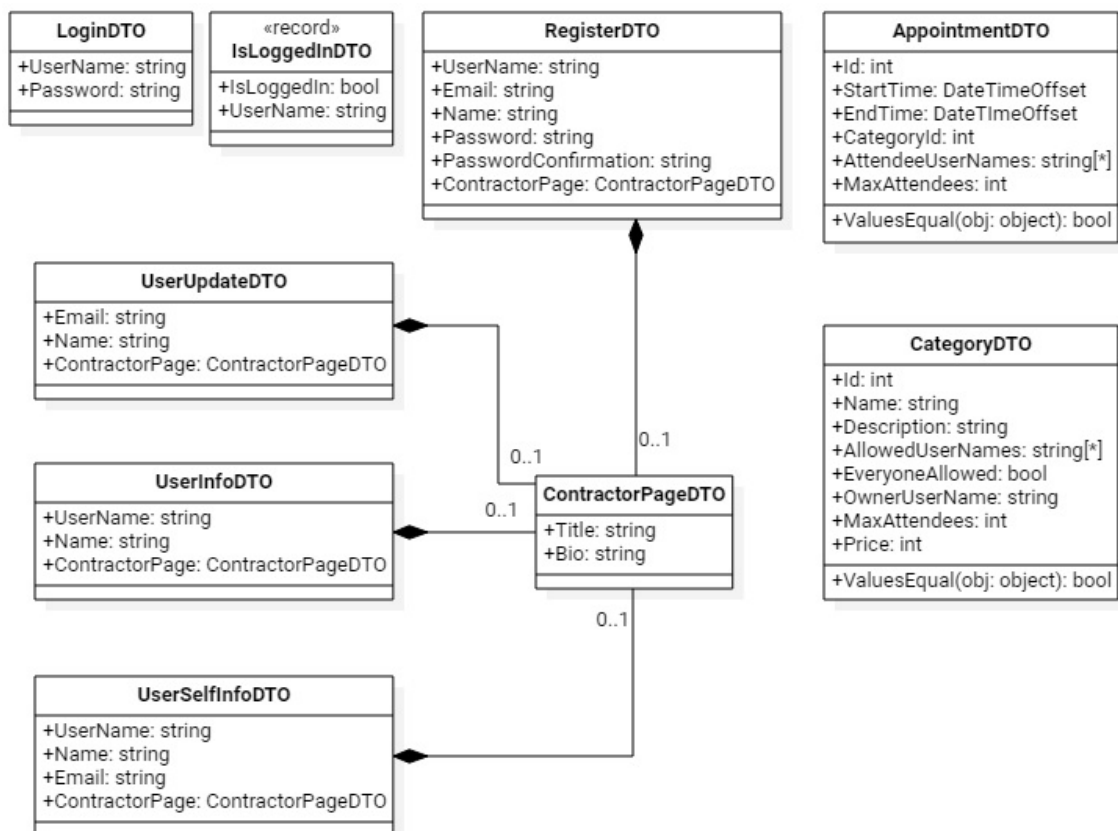 LoginDTO
+UserName: string
+Password: string
«record»
IsLoggedInDTO
+IsLoggedIn: bool
+UserName: string
RegisterDTO
+UserName: string
+Email: string
+Name: string
+Password: string
+PasswordConfirmation: string
+ContractorPage: ContractorPageDTO
AppointmentDTO
+Id: int
+StartTime: DateTimeOffset
+EndTime: DateTImeOffset
+CategoryId: int
+AttendeeUserNames: string[*]
+MaxAttendees: int
+ValuesEqual(obj: object): bool
UserUpdateDTO
+Email: string
+Name: string
+ContractorPage: ContractorPageDTO
0..1
0..1
CategoryDTO
+Id: int
+Name: string
+Description: string
+AllowedUserNames: string[*]
+EveryoneAllowed: bool
+OwnerUserName: string
+MaxAttendees: int
+Price: int
+ValuesEqual(obj: object): bool
UserInfoDTO
+UserName: string
+Name: string
+ContractorPage: ContractorPageDTO
0..1
ContractorPageDTO
+Title: string
+Bio: string
0..1
UserSelfInfoDTO
+UserName: string
+Name: string
+Email: string
+ContractorPage: ContractorPageDTO